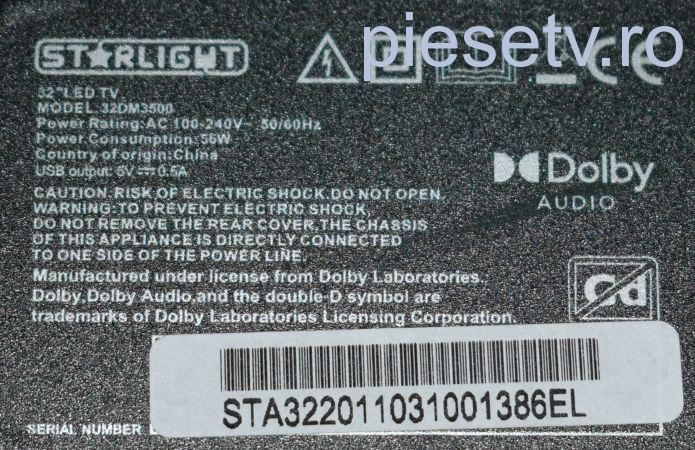 piesetv.ro
STARLIGHT
32"LED TV
MODEL:32DM3500
Power Rating:AC 100-240V~ 50/60Hz
Power Consumption:56W
Country of origin:China
USB output: 5V⎓0.5A
Dolby
AUDIO
CAUTION:RISK OF ELECTRIC SHOCK.DO NOT OPEN.
WARNING:TO PREVENT ELECTRIC SHOCK,
DO NOT REMOVE THE REAR COVER,THE CHASSIS
OF THIS APPLIANCE IS DIRECTLY CONNECTED
TO ONE SIDE OF THE POWER LINE.
Manufactured under license from Dolby Laboratories.
Dolby,Dolby Audio,and the double-D symbol are
trademarks of Dolby Laboratories Licensing Corporation.
STA322011031001386EL
SERIAL NUMBER